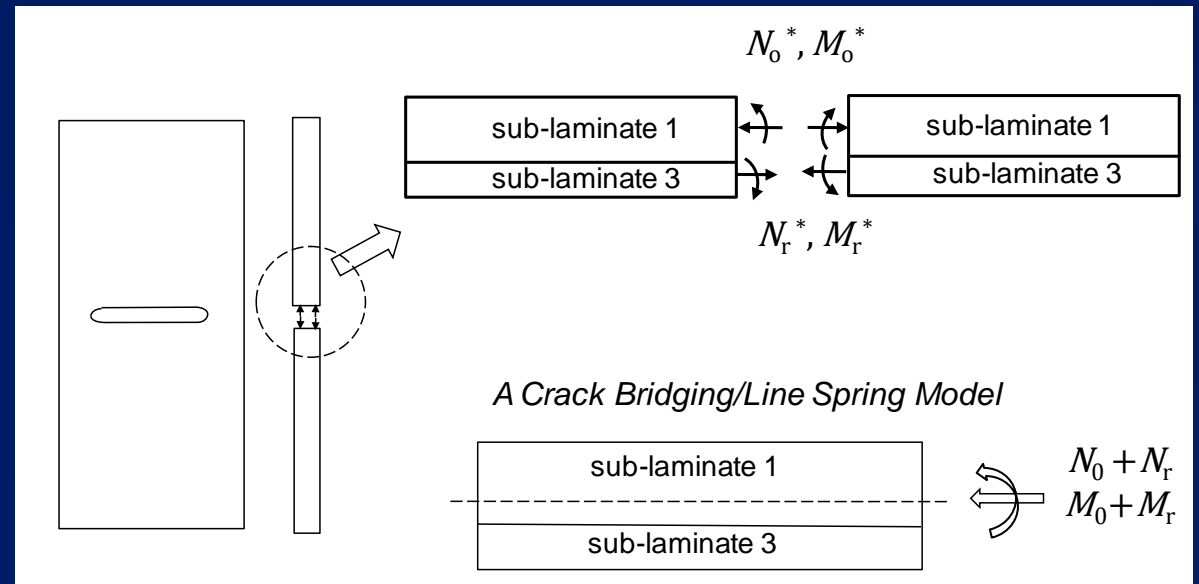 N_o^*, M_o^*
sub-laminate 1
sub-laminate 1
sub-laminate 3
sub-laminate 3
N_r^*, M_r^*
A Crack Bridging/Line Spring Model
sub-laminate 1
N_0 + N_r
M_0 + M_r
sub-laminate 3